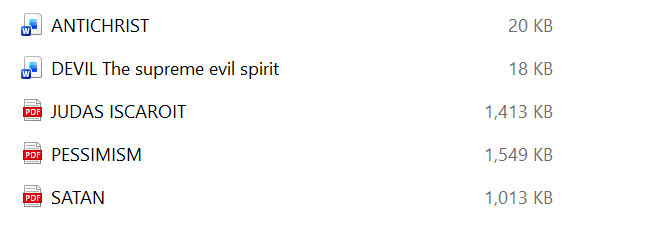 ANTICHRIST 20 KB
DEVIL The supreme evil spirit 18 KB
JUDAS ISCAROIT 1,413 KB
PESSIMISM 1,549 KB
SATAN 1,013 KB